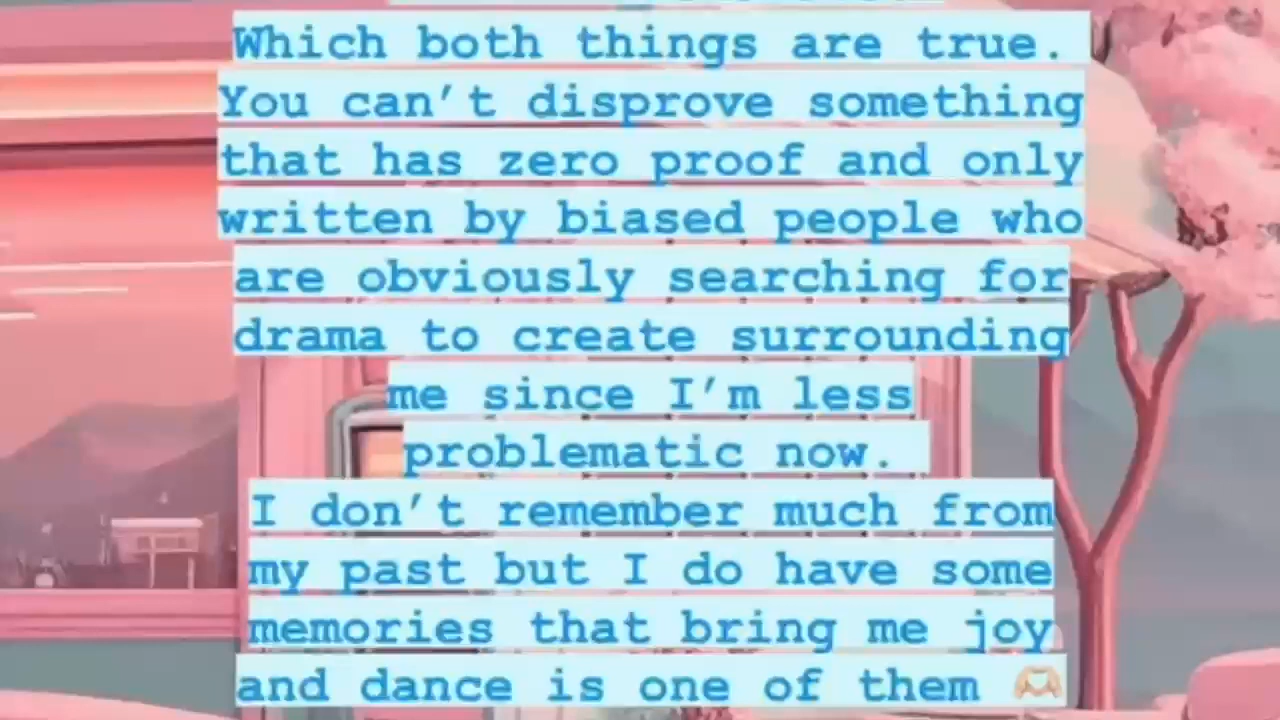 Which both things are true.
You can't disprove something
that has zero proof and only
written by biased people who
are obviously searching for
drama to create surrounding
me since I'm less
problematic now.
I don't remember much from
my past but I do have some
memories that bring me joy
and dance is one of them 🫶🏻